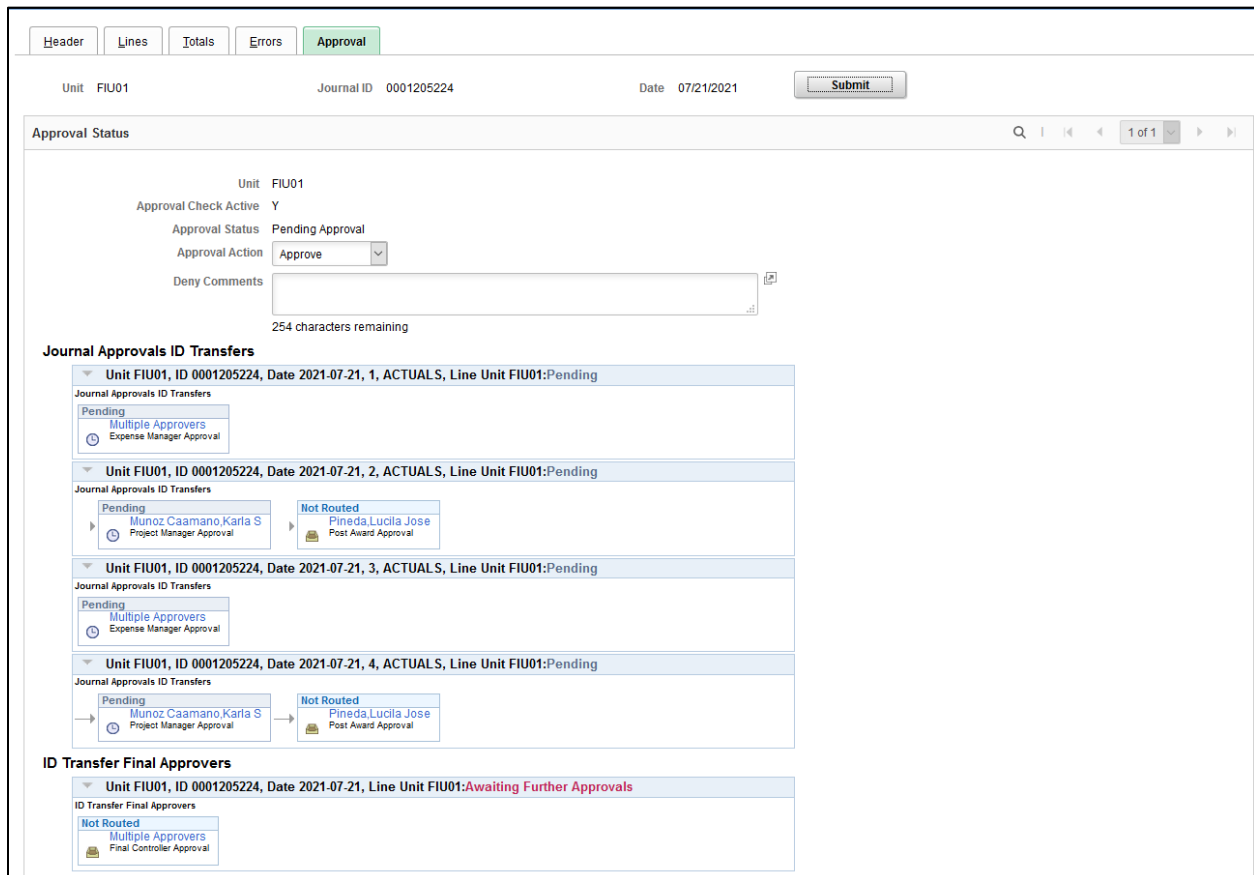 Header Lines Totals Errors Approval
Unit FIU01 Journal ID 0001205224 Date 07/21/2021 Submit
Approval Status 1 of 1
Unit FIU01
Approval Check Active Y
Approval Status Pending Approval
Approval Action Approve
Deny Comments
254 characters remaining
Journal Approvals ID Transfers
Unit FIU01, ID 0001205224, Date 2021-07-21, 1, ACTUALS, Line Unit FIU01:Pending
Journal Approvals ID Transfers
Pending
Multiple Approvers
Expense Manager Approval
Unit FIU01, ID 0001205224, Date 2021-07-21, 2, ACTUALS, Line Unit FIU01:Pending
Journal Approvals ID Transfers
Pending Not Routed
Munoz Caamano,Karla S Pineda,Lucila Jose
Project Manager Approval Post Award Approval
Unit FIU01, ID 0001205224, Date 2021-07-21, 3, ACTUALS, Line Unit FIU01:Pending
Journal Approvals ID Transfers
Pending
Multiple Approvers
Expense Manager Approval
Unit FIU01, ID 0001205224, Date 2021-07-21, 4, ACTUALS, Line Unit FIU01:Pending
Journal Approvals ID Transfers
Pending Not Routed
Munoz Caamano,Karla S Pineda,Lucila Jose
Project Manager Approval Post Award Approval
ID Transfer Final Approvers
Unit FIU01, ID 0001205224, Date 2021-07-21, Line Unit FIU01:Awaiting Further Approvals
ID Transfer Final Approvers
Not Routed
Multiple Approvers
Final Controller Approval